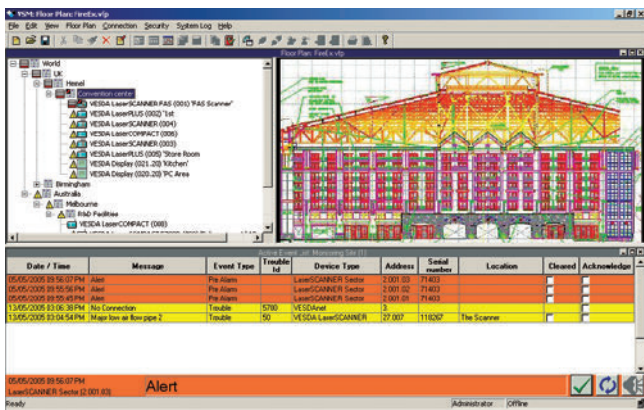 VSM: Floor Plan: FireEx.vfp
File Edit View Floor Plan Connection Security System Log Help
Floor Plan: FireEx.vfp
World
UK
Hemel
Convention center
VESDA LaserSCANNER FAS (001) 'FAS Scanner'
VESDA LaserPLUS (002) '1st
VESDA LaserSCANNER (004)
VESDA LaserCOMPACT (006)
VESDA LaserSCANNER (003)
VESDA LaserPLUS (005) 'Store Room
VESDA Display (021.20) 'Kitchen'
VESDA Display (020.20) 'PC Area
Birmingham
Australia
Melbourne
R&D Facilities
VESDA LaserCOMPACT (008)
Date / Time Message Event Type Trouble Id Device Type Address Serial number Location Cleared Acknowledge
05/05/2005 09:56:07 PM Alert Pre Alarm LaserSCANNER Sector 2.001.03 71403
05/05/2005 09:55:56 PM Alert Pre Alarm LaserSCANNER Sector 2.001.02 71403
05/05/2005 09:55:46 PM Alert Pre Alarm LaserSCANNER Sector 2.001.01 71403
13/05/2005 03:06:38 PM No Connection Trouble 5780 VESDAnet 3
13/05/2005 03:04:54 PM Major low air flow pipe 2 Trouble 50 VESDA LaserSCANNER 27.007 118267 The Scanner
05/05/2005 09:56:07 PM
LaserSCANNER Sector (2.001.03)
Alert
Ready Administrator Offline